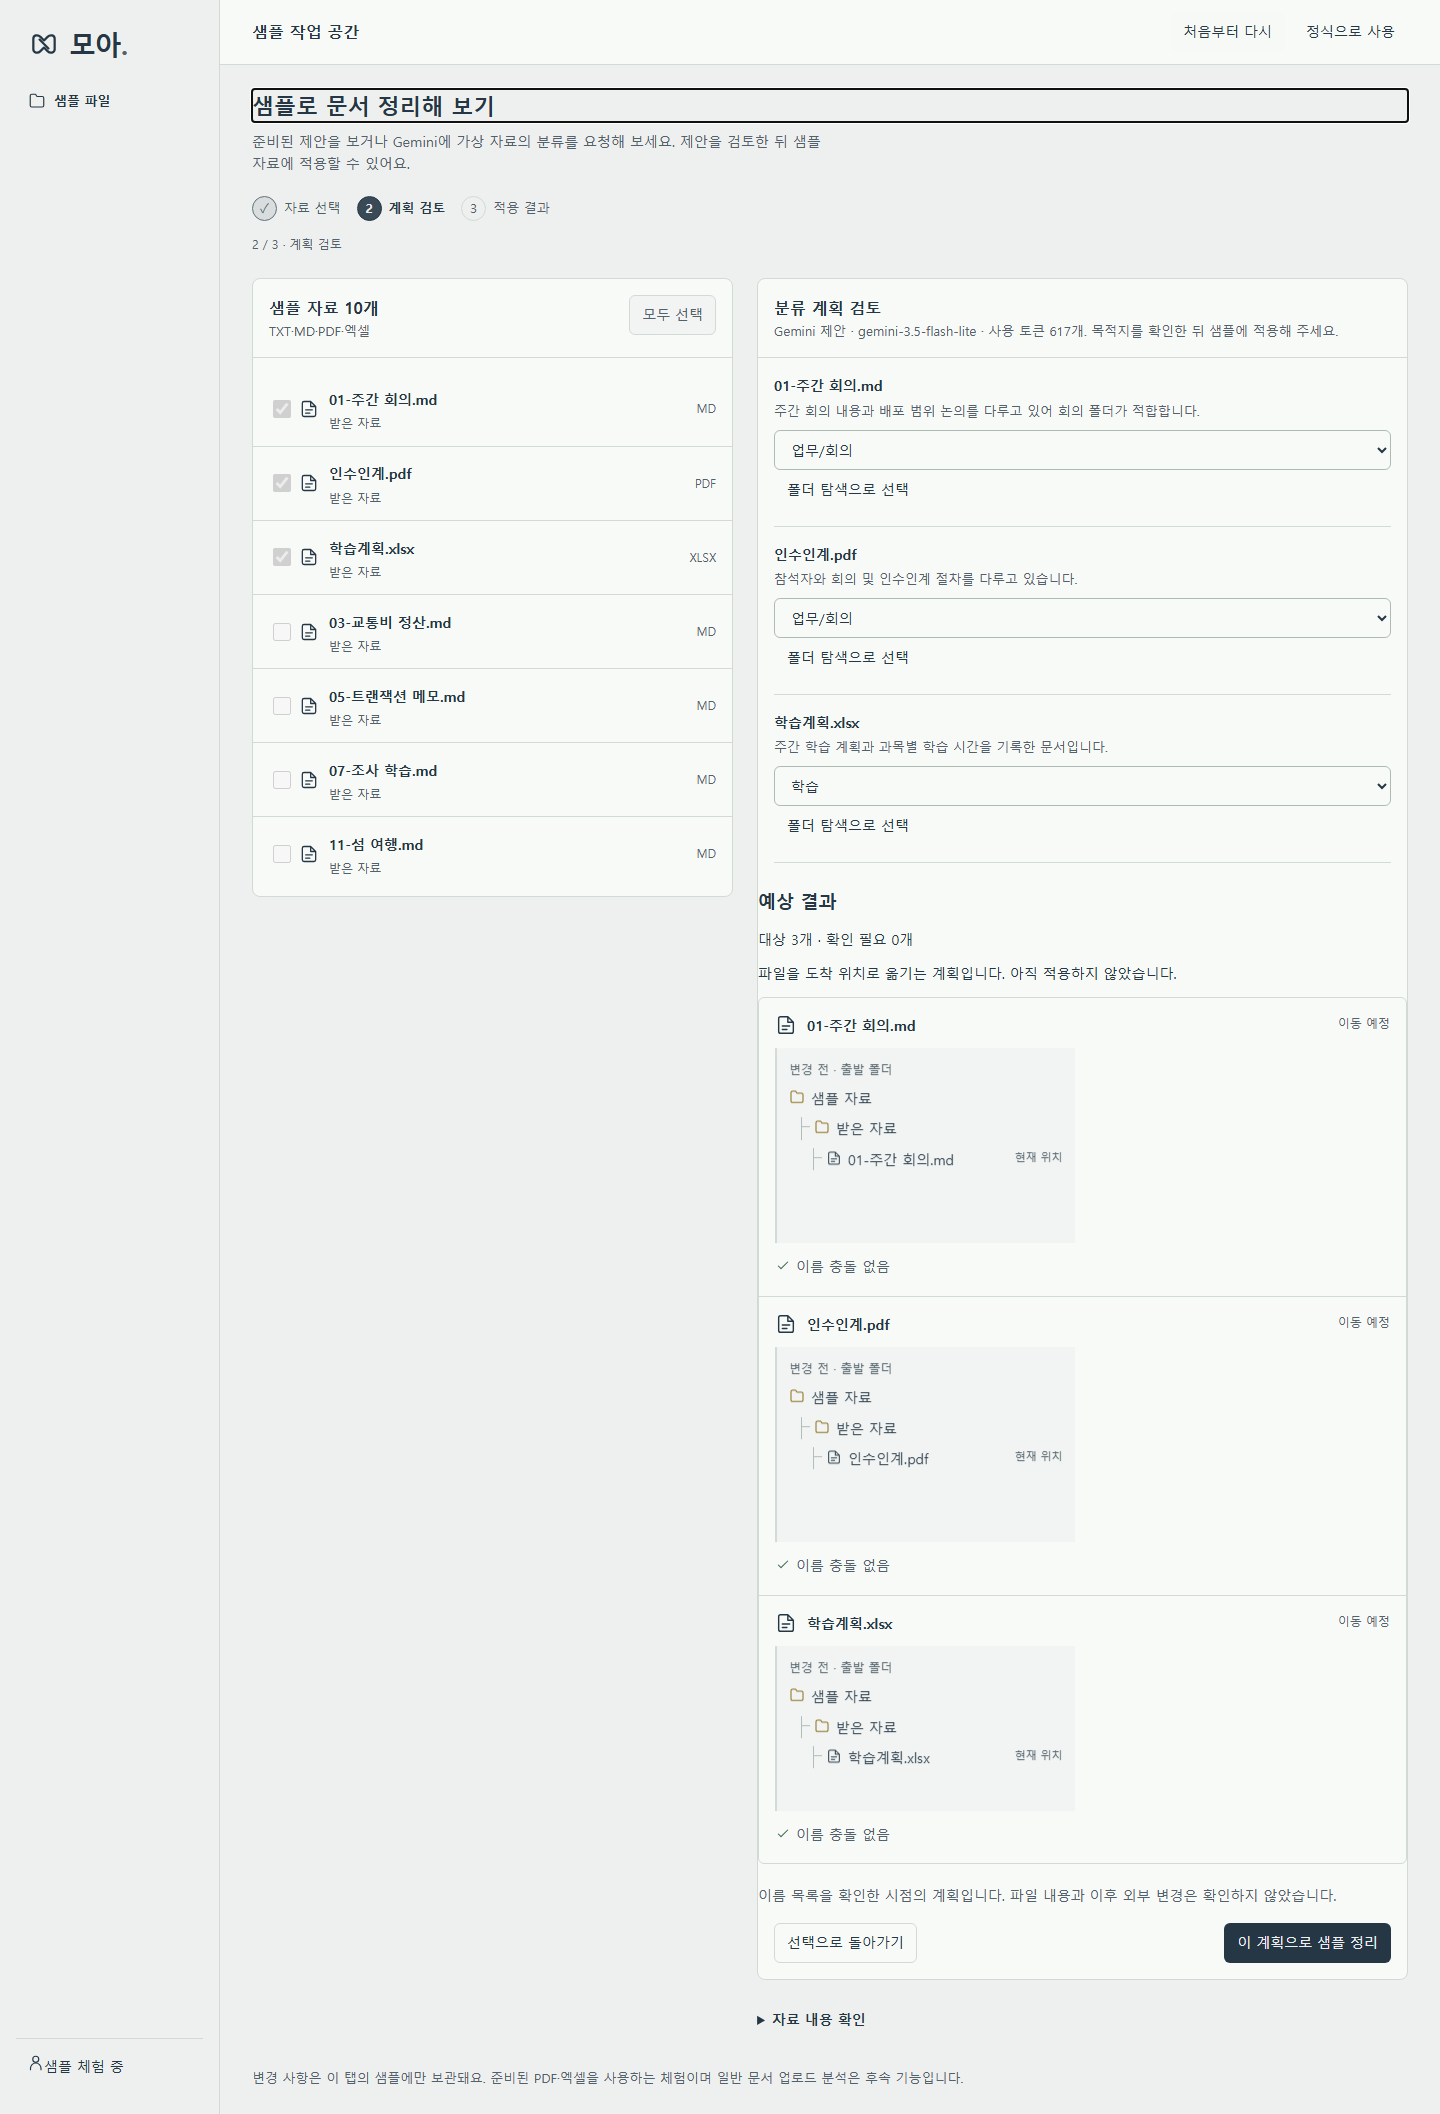 모아.
샘플 파일
샘플 작업 공간
처음부터 다시
정식으로 사용
샘플로 문서 정리해 보기
준비된 제안을 보거나 Gemini에 가상 자료의 분류를 요청해 보세요. 제안을 검토한 뒤 샘플
자료에 적용할 수 있어요.
자료 선택
2 계획 검토
3 적용 결과
2 / 3 · 계획 검토
샘플 자료 10개
TXT·MD·PDF·엑셀
모두 선택
01-주간 회의.md
받은 자료
MD
인수인계.pdf
받은 자료
PDF
학습계획.xlsx
받은 자료
XLSX
03-교통비 정산.md
받은 자료
MD
05-트랜잭션 메모.md
받은 자료
MD
07-조사 학습.md
받은 자료
MD
11-섬 여행.md
받은 자료
MD
분류 계획 검토
Gemini 제안 · gemini-3.5-flash-lite · 사용 토큰 617개. 목적지를 확인한 뒤 샘플에 적용해 주세요.
01-주간 회의.md
주간 회의 내용과 배포 범위 논의를 다루고 있어 회의 폴더가 적합합니다.
업무/회의
폴더 탐색으로 선택
인수인계.pdf
참석자와 회의 및 인수인계 절차를 다루고 있습니다.
업무/회의
폴더 탐색으로 선택
학습계획.xlsx
주간 학습 계획과 과목별 학습 시간을 기록한 문서입니다.
학습
폴더 탐색으로 선택
예상 결과
대상 3개 · 확인 필요 0개
파일을 도착 위치로 옮기는 계획입니다. 아직 적용하지 않았습니다.
01-주간 회의.md
이동 예정
변경 전 · 출발 폴더
샘플 자료
받은 자료
01-주간 회의.md
현재 위치
이름 충돌 없음
인수인계.pdf
이동 예정
변경 전 · 출발 폴더
샘플 자료
받은 자료
인수인계.pdf
현재 위치
이름 충돌 없음
학습계획.xlsx
이동 예정
변경 전 · 출발 폴더
샘플 자료
받은 자료
학습계획.xlsx
현재 위치
이름 충돌 없음
이름 목록을 확인한 시점의 계획입니다. 파일 내용과 이후 외부 변경은 확인하지 않았습니다.
선택으로 돌아가기
이 계획으로 샘플 정리
자료 내용 확인
샘플 체험 중
변경 사항은 이 탭의 샘플에만 보관돼요. 준비된 PDF·엑셀을 사용하는 체험이며 일반 문서 업로드 분석은 후속 기능입니다.